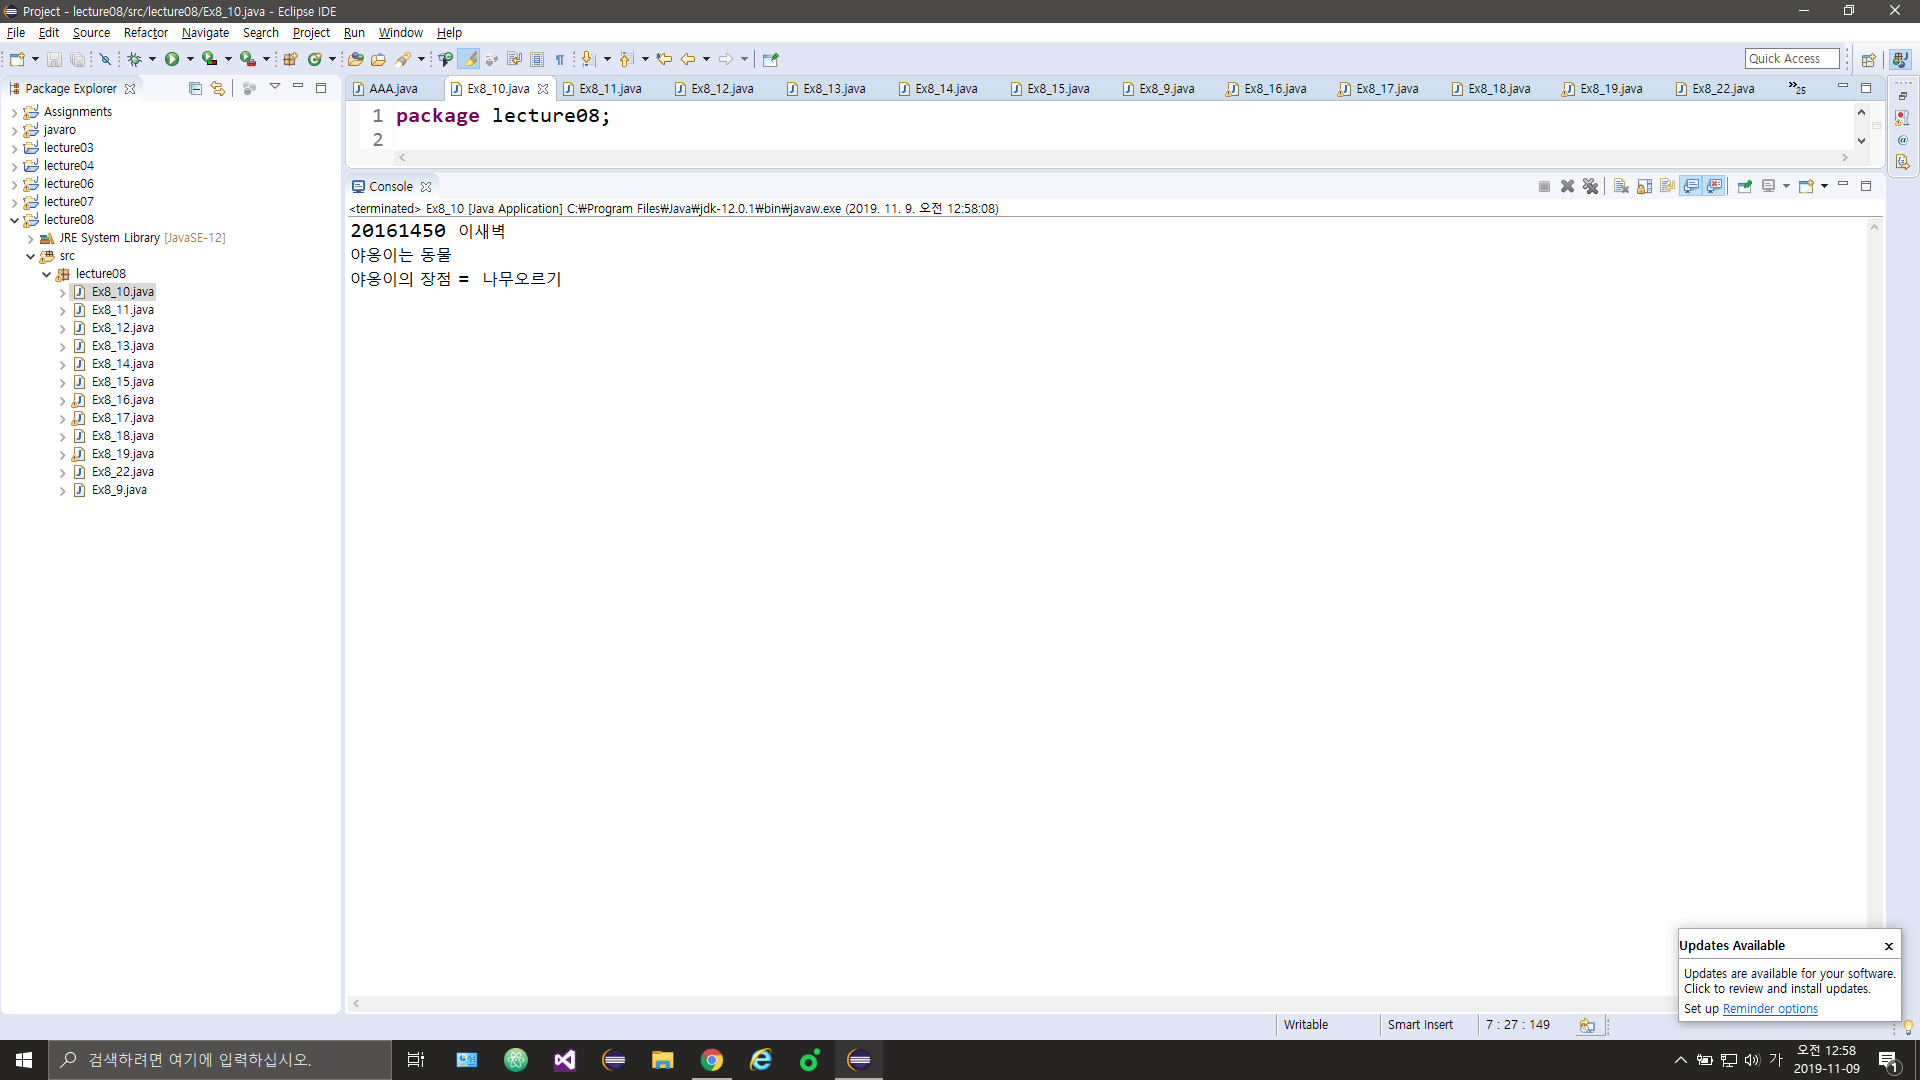 Project - lecture08/src/lecture08/Ex8_10.java - Eclipse IDE
File Edit Source Refactor Navigate Search Project Run Window Help
Quick Access
Package Explorer
Assignments
javaro
lecture03
lecture04
lecture06
lecture07
lecture08
JRE System Library [JavaSE-12]
src
lecture08
Ex8_10.java
Ex8_11.java
Ex8_12.java
Ex8_13.java
Ex8_14.java
Ex8_15.java
Ex8_16.java
Ex8_17.java
Ex8_18.java
Ex8_19.java
Ex8_22.java
Ex8_9.java
AAA.java Ex8_10.java Ex8_11.java Ex8_12.java Ex8_13.java Ex8_14.java Ex8_15.java Ex8_9.java Ex8_16.java Ex8_17.java Ex8_18.java Ex8_19.java Ex8_22.java »25
1 package lecture08;
2
Console
<terminated> Ex8_10 [Java Application] C:₩Program Files₩Java₩jdk-12.0.1₩bin₩javaw.exe (2019. 11. 9. 오전 12:58:08)
20161450 이새벽
야옹이는 동물
야옹이의 장점 = 나무오르기
Updates Available
Updates are available for your software.
Click to review and install updates.
Set up Reminder options
Writable Smart Insert 7 : 27 : 149
검색하려면 여기에 입력하십시오.
가
오전 12:58
2019-11-09
1